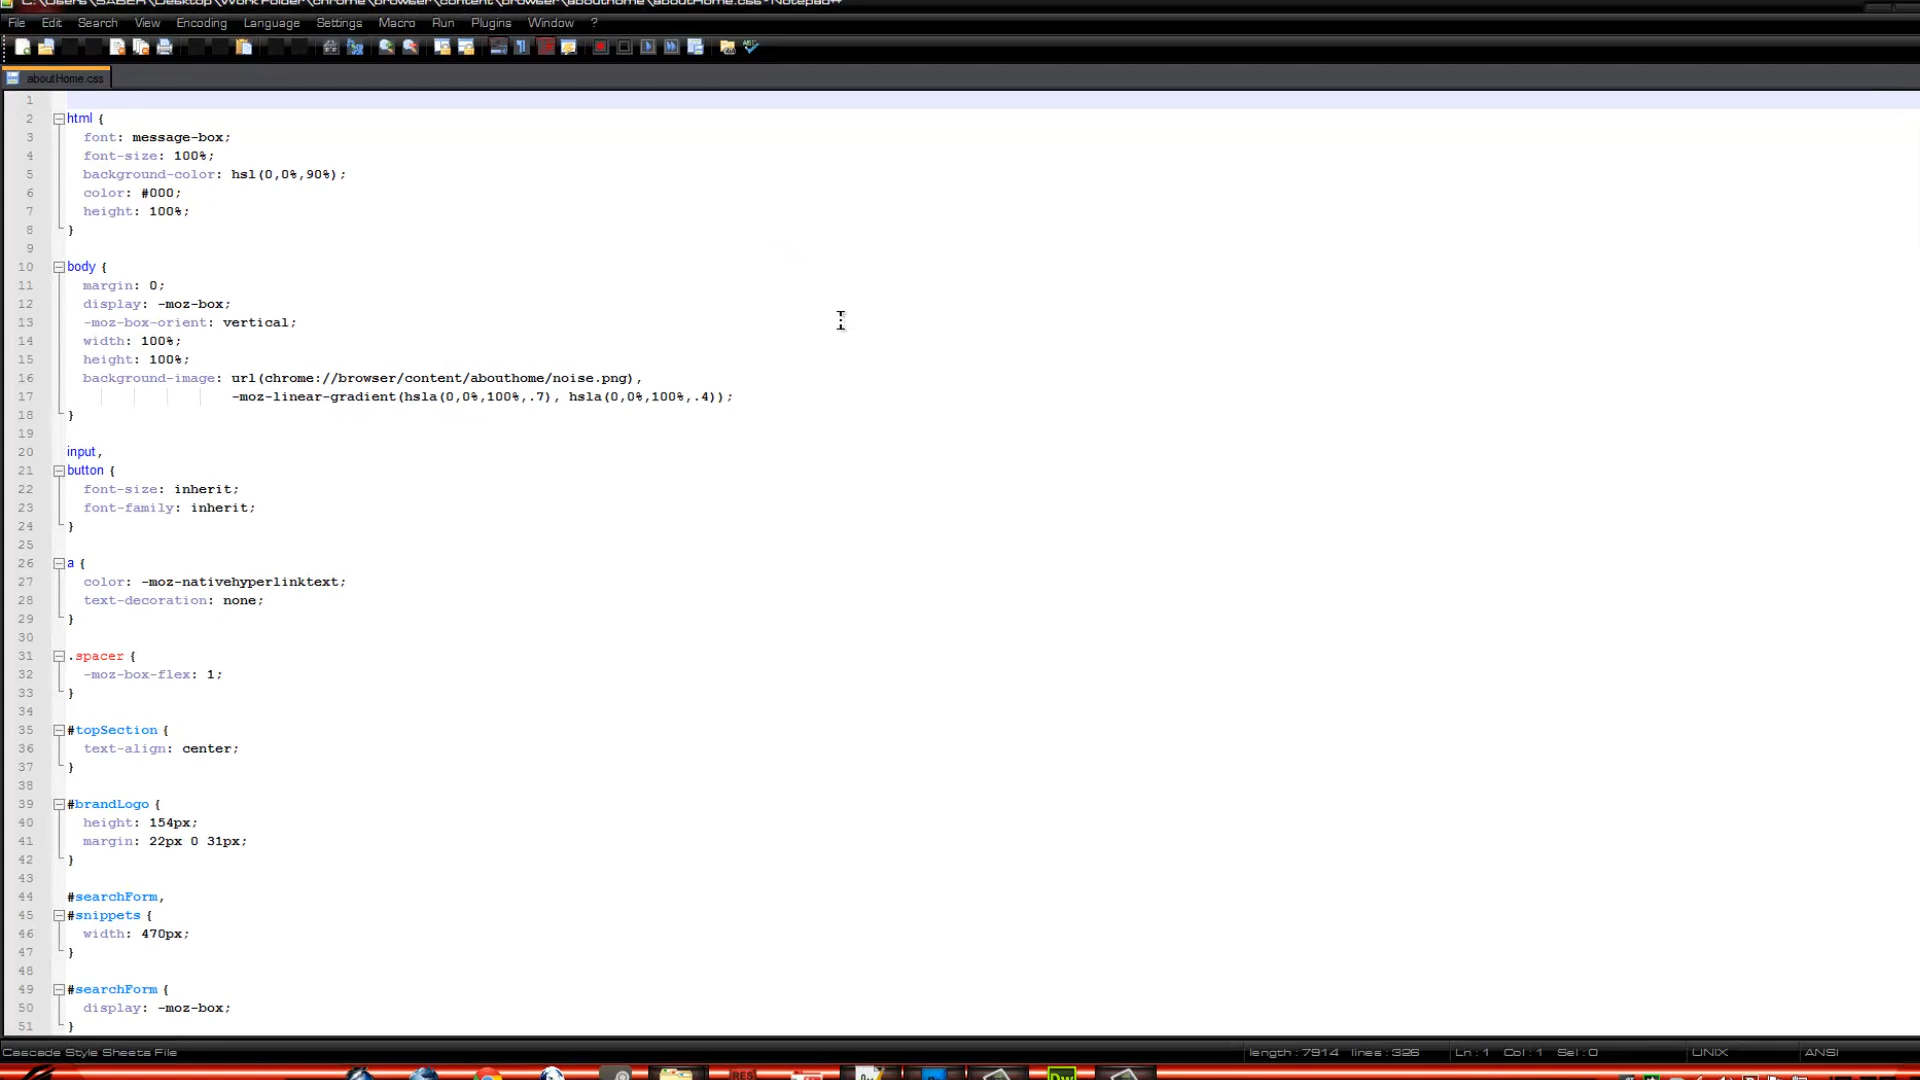 C:\Users\SABER\Desktop\Work Folder\chrome\browser\content\browser\abouthome\aboutHome.css - Notepad++
File Edit Search View Encoding Language Settings Macro Run Plugins Window ?
aboutHome.css
1
2 html {
3 font: message-box;
4 font-size: 100%;
5 background-color: hsl(0,0%,90%);
6 color: #000;
7 height: 100%;
8 }
9
10 body {
11 margin: 0;
12 display: -moz-box;
13 -moz-box-orient: vertical;
14 width: 100%;
15 height: 100%;
16 background-image: url(chrome://browser/content/abouthome/noise.png),
17 -moz-linear-gradient(hsla(0,0%,100%,.7), hsla(0,0%,100%,.4));
18 }
19
20 input,
21 button {
22 font-size: inherit;
23 font-family: inherit;
24 }
25
26 a {
27 color: -moz-nativehyperlinktext;
28 text-decoration: none;
29 }
30
31 .spacer {
32 -moz-box-flex: 1;
33 }
34
35 #topSection {
36 text-align: center;
37 }
38
39 #brandLogo {
40 height: 154px;
41 margin: 22px 0 31px;
42 }
43
44 #searchForm,
45 #snippets {
46 width: 470px;
47 }
48
49 #searchForm {
50 display: -moz-box;
51 }
Cascade Style Sheets File length : 7914 lines : 326 Ln : 1 Col : 1 Sel : 0 UNIX ANSI
RES Dw